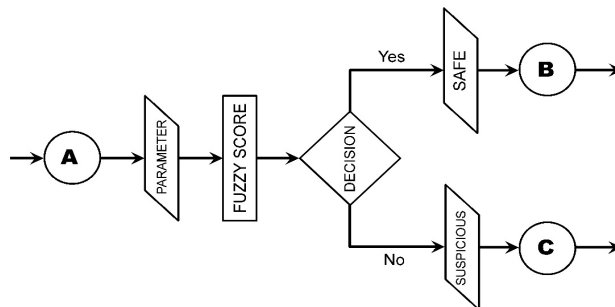 A
PARAMETER
FUZZY SCORE
DECISION
Yes
SAFE
B
No
SUSPICIOUS
C